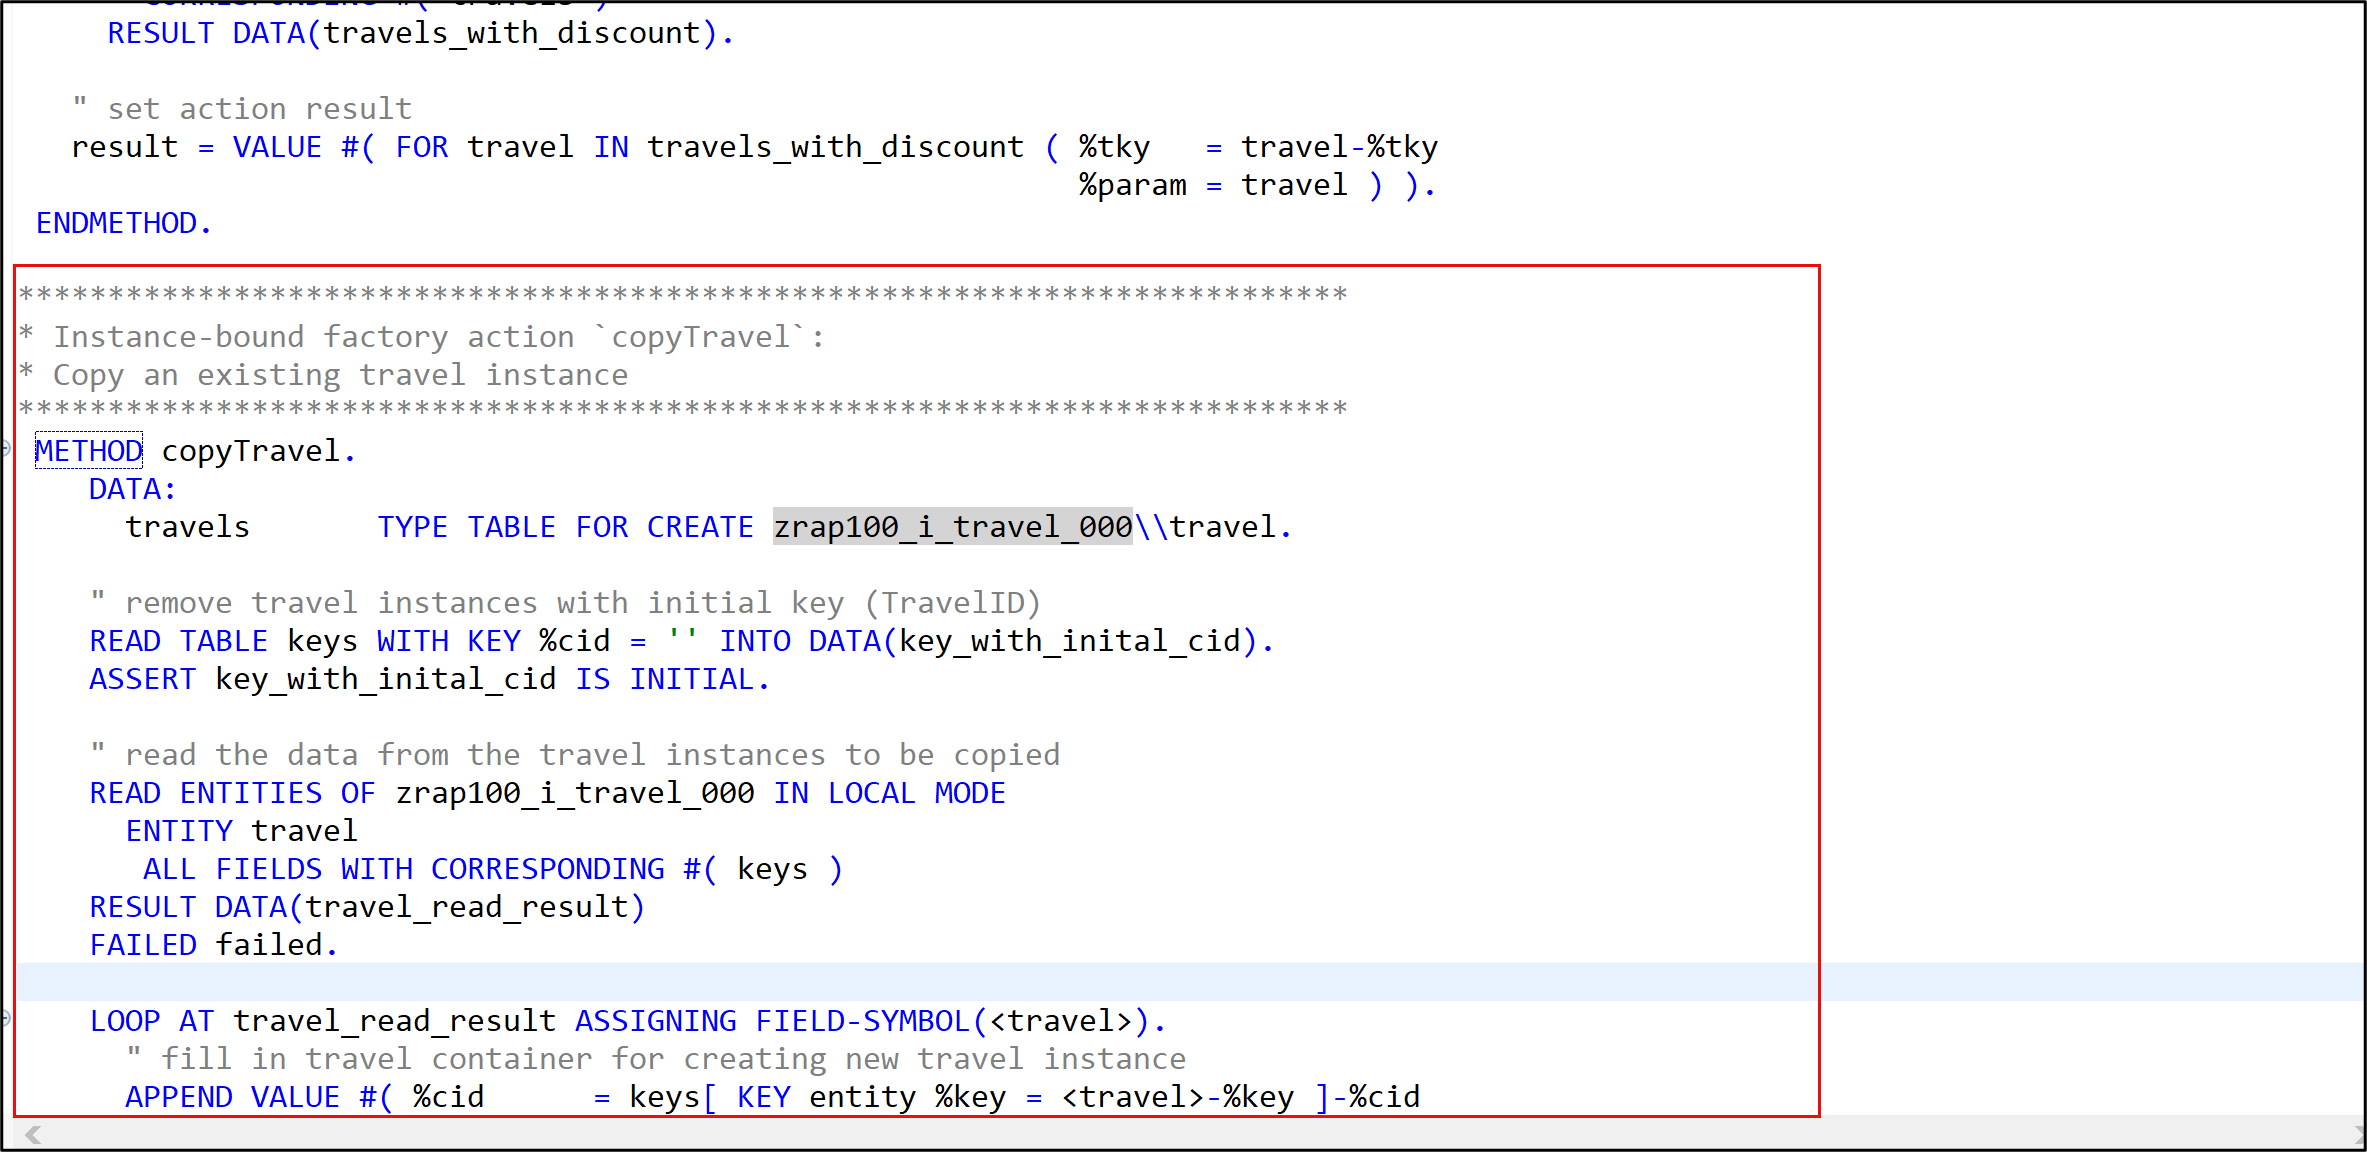 RESULT DATA(travels_with_discount).
" set action result
result = VALUE #( FOR travel IN travels_with_discount ( %tky   = travel-%tky
%param = travel ) ).
ENDMETHOD.
**************************************************************************
* Instance-bound factory action `copyTravel`:
* Copy an existing travel instance
**************************************************************************
METHOD copyTravel.
DATA:
travels       TYPE TABLE FOR CREATE zrap100_i_travel_000\\travel.
" remove travel instances with initial key (TravelID)
READ TABLE keys WITH KEY %cid = '' INTO DATA(key_with_inital_cid).
ASSERT key_with_inital_cid IS INITIAL.
" read the data from the travel instances to be copied
READ ENTITIES OF zrap100_i_travel_000 IN LOCAL MODE
ENTITY travel
ALL FIELDS WITH CORRESPONDING #( keys )
RESULT DATA(travel_read_result)
FAILED failed.
LOOP AT travel_read_result ASSIGNING FIELD-SYMBOL(<travel>).
" fill in travel container for creating new travel instance
APPEND VALUE #( %cid      = keys[ KEY entity %key = <travel>-%key ]-%cid